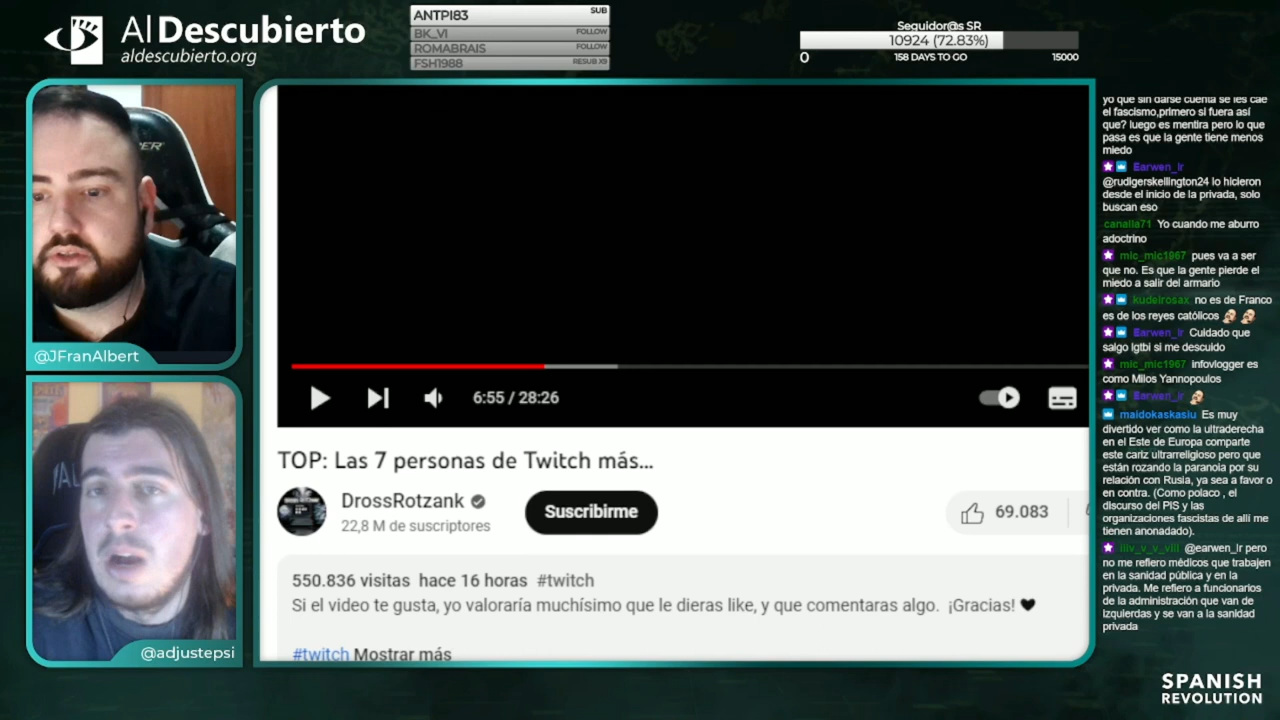 Al Descubierto
aldescubierto.org
ANTPI83 SUB
BK_VI FOLLOW
ROMABRAIS FOLLOW
FSH1988 RESUB X9
Seguidor@s SR
10924 (72.83%)
0 158 DAYS TO GO 15000
@JFranAlbert
@adjustepsi
6:55 / 28:26
TOP: Las 7 personas de Twitch más...
DrossRotzank
22,8 M de suscriptores
Suscribirme
69.083
550.836 visitas hace 16 horas #twitch
Si el video te gusta, yo valoraría muchísimo que le dieras like, y que comentaras algo. ¡Gracias! 🖤
#twitch Mostrar más
yo que sin darse cuenta se les cae
el fascismo,primero si fuera así
que? luego es mentira pero lo que
pasa es que la gente tiene menos
miedo
Earwen_Ir
@rudigerskellington24 lo hicieron
desde el inicio de la privada, solo
buscan eso
canalla71 Yo cuando me aburro
adoctrino
mic_mic1967 pues va a ser
que no. Es que la gente pierde el
miedo a salir del armario
kudeirosax no es de Franco
es de los reyes católicos
Earwen_Ir Cuidado que
salgo lgtbi si me descuido
mic_mic1967 infovlogger es
como Milos Yannopoulos
Earwen_Ir
maidokaskasiu Es muy
divertido ver como la ultraderecha
en el Este de Europa comparte
este cariz ultrarreligioso pero que
están rozando la paranoia por su
relación con Rusia, ya sea a favor o
en contra. (Como polaco , el
discurso del PIS y las
organizaciones fascistas de allí me
tienen anonadado).
@earwen_Ir pero
no me refiero médicos que trabajen
en la sanidad pública y en la
privada. Me refiero a funcionarios
de la administración que van de
Izquierdas y se van a la sanidad
privada
SPANISH
REVOLUTION